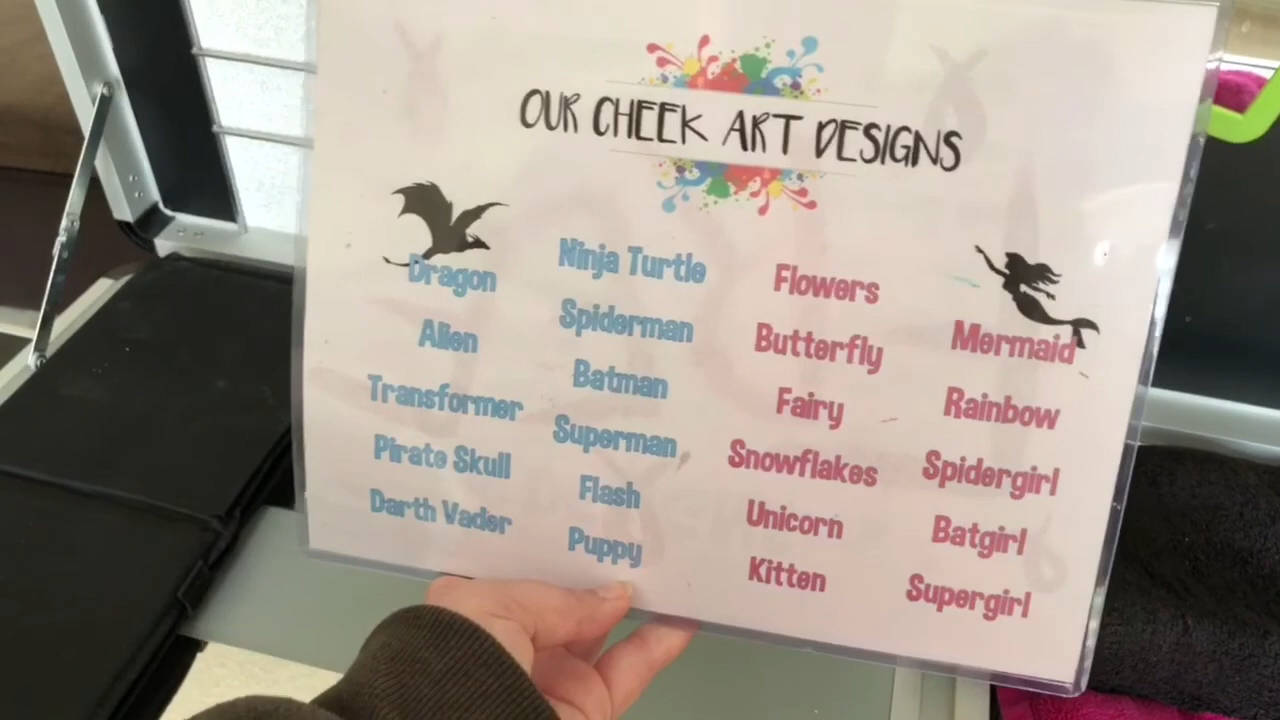 OUR CHEEK ART DESIGNS
Dragon
Alien
Transformer
Pirate Skull
Darth Vader
Ninja Turtle
Spiderman
Batman
Superman
Flash
Puppy
Flowers
Butterfly
Fairy
Snowflakes
Unicorn
Kitten
Mermaid
Rainbow
Spidergirl
Batgirl
Supergirl